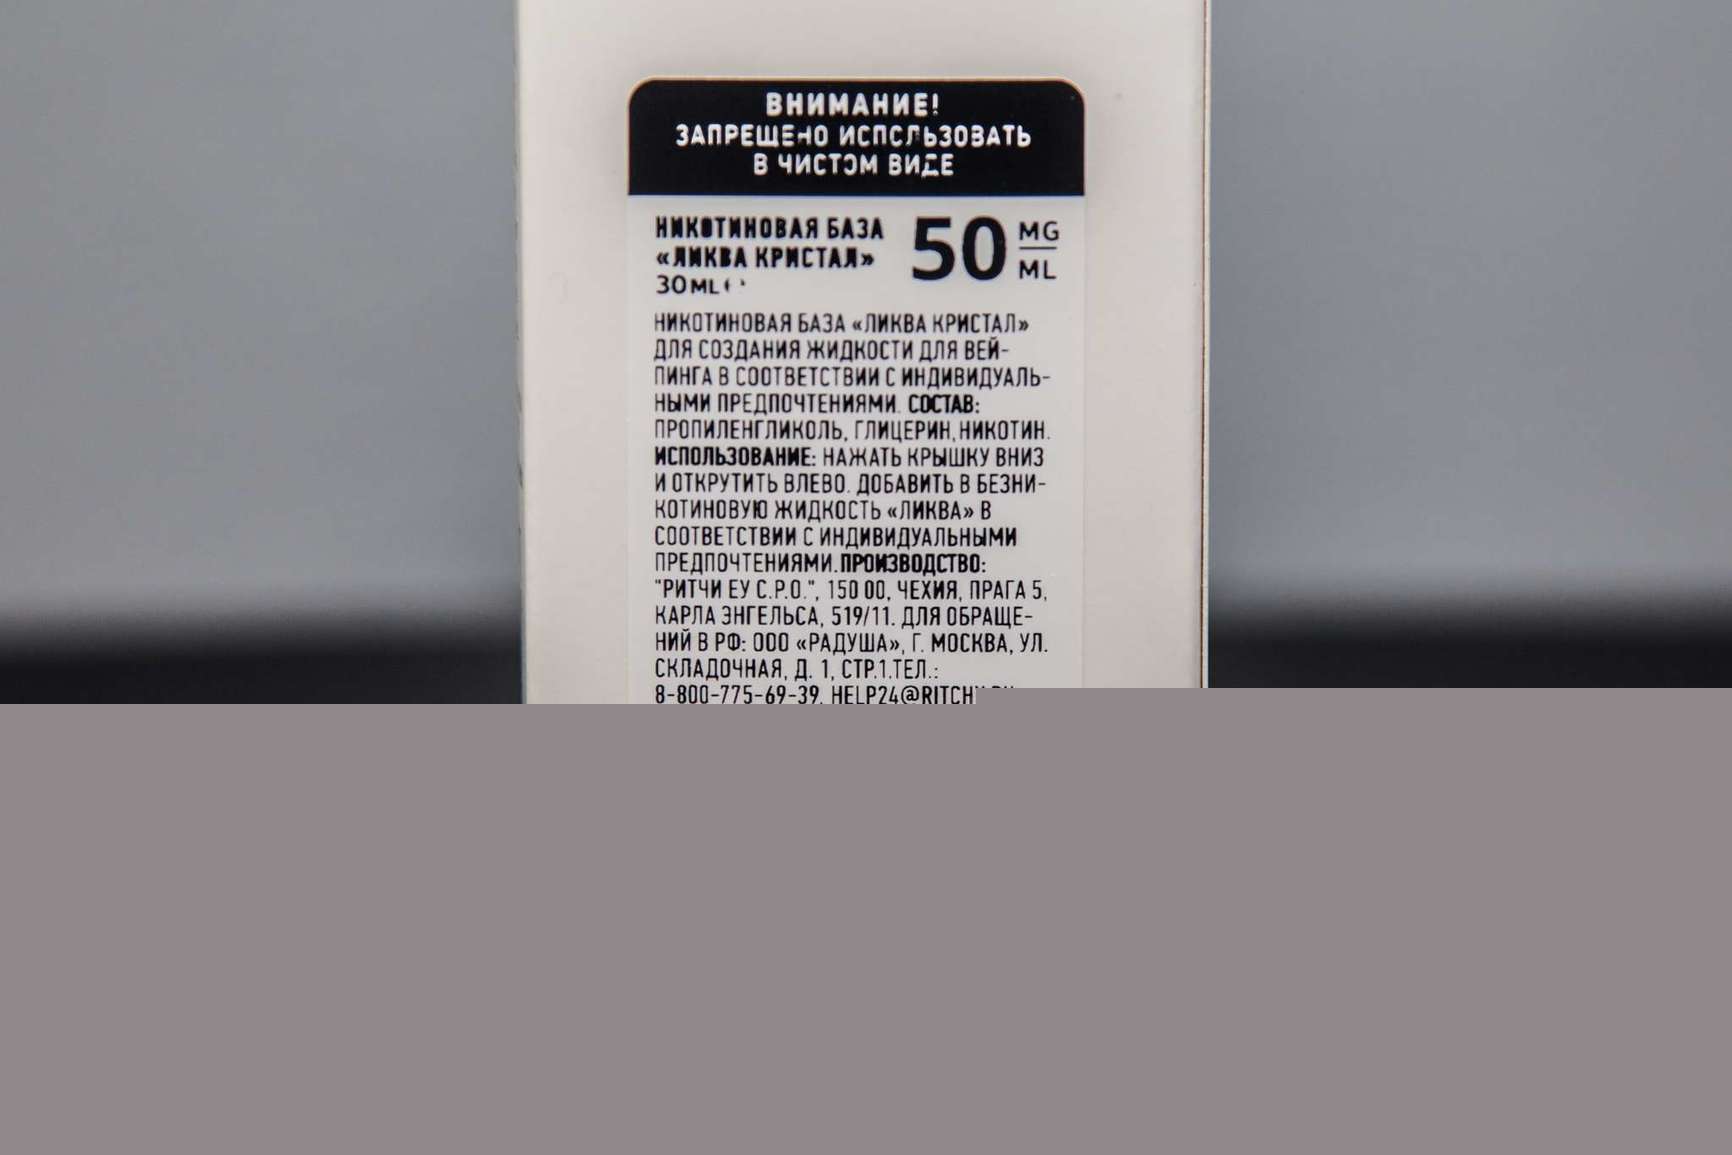 ВНИМАНИЕ!
ЗАПРЕЩЕНО ИСПОЛЬЗОВАТЬ
В ЧИСТОМ ВИДЕ
НИКОТИНОВАЯ БАЗА
«ЛИКВА КРИСТАЛ»
30ML
50 MG
ML
НИКОТИНОВАЯ БАЗА «ЛИКВА КРИСТАЛ»
ДЛЯ СОЗДАНИЯ ЖИДКОСТИ ДЛЯ ВЕЙ-
ПИНГА В СООТВЕТСТВИИ С ИНДИВИДУАЛЬ-
НЫМИ ПРЕДПОЧТЕНИЯМИ. СОСТАВ:
ПРОПИЛЕНГЛИКОЛЬ, ГЛИЦЕРИН, НИКОТИН.
ИСПОЛЬЗОВАНИЕ: НАЖАТЬ КРЫШКУ ВНИЗ
И ОТКРУТИТЬ ВЛЕВО. ДОБАВИТЬ В БЕЗНИ-
КОТИНОВУЮ ЖИДКОСТЬ «ЛИКВА» В
СООТВЕТСТВИИ С ИНДИВИДУАЛЬНЫМИ
ПРЕДПОЧТЕНИЯМИ. ПРОИЗВОДСТВО:
"РИТЧИ ЕУ С.Р.О.", 150 00, ЧЕХИЯ, ПРАГА 5,
КАРЛА ЭНГЕЛЬСА, 519/11. ДЛЯ ОБРАЩЕ-
НИЙ В РФ: ООО «РАДУША», Г. МОСКВА, УЛ.
СКЛАДОЧНАЯ, Д. 1, СТР.1.ТЕЛ.:
8-800-775-69-39,